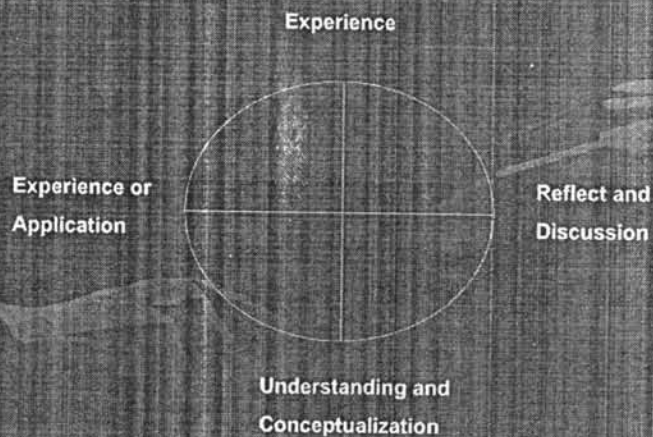 Experience
Experience or
Application
Reflect and
Discussion
Understanding and
Conceptualization